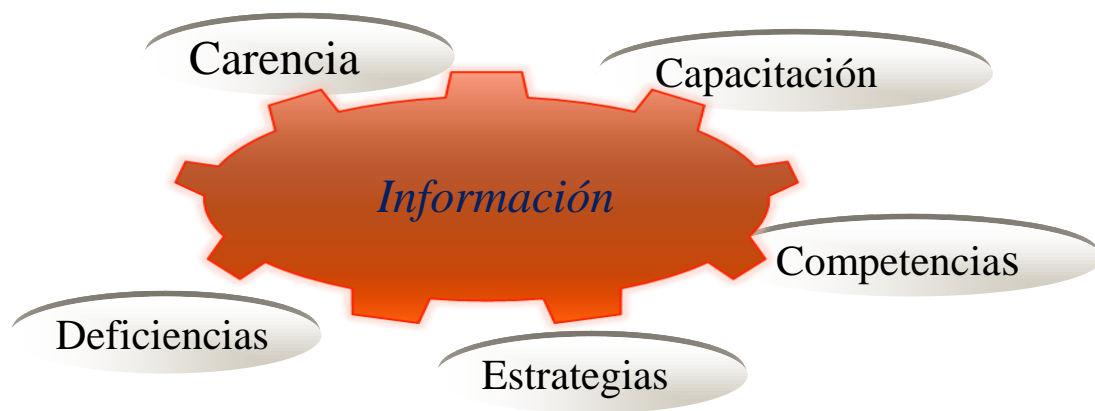 Carencia
Capacitación
Información
Competencias
Deficiencias
Estrategias